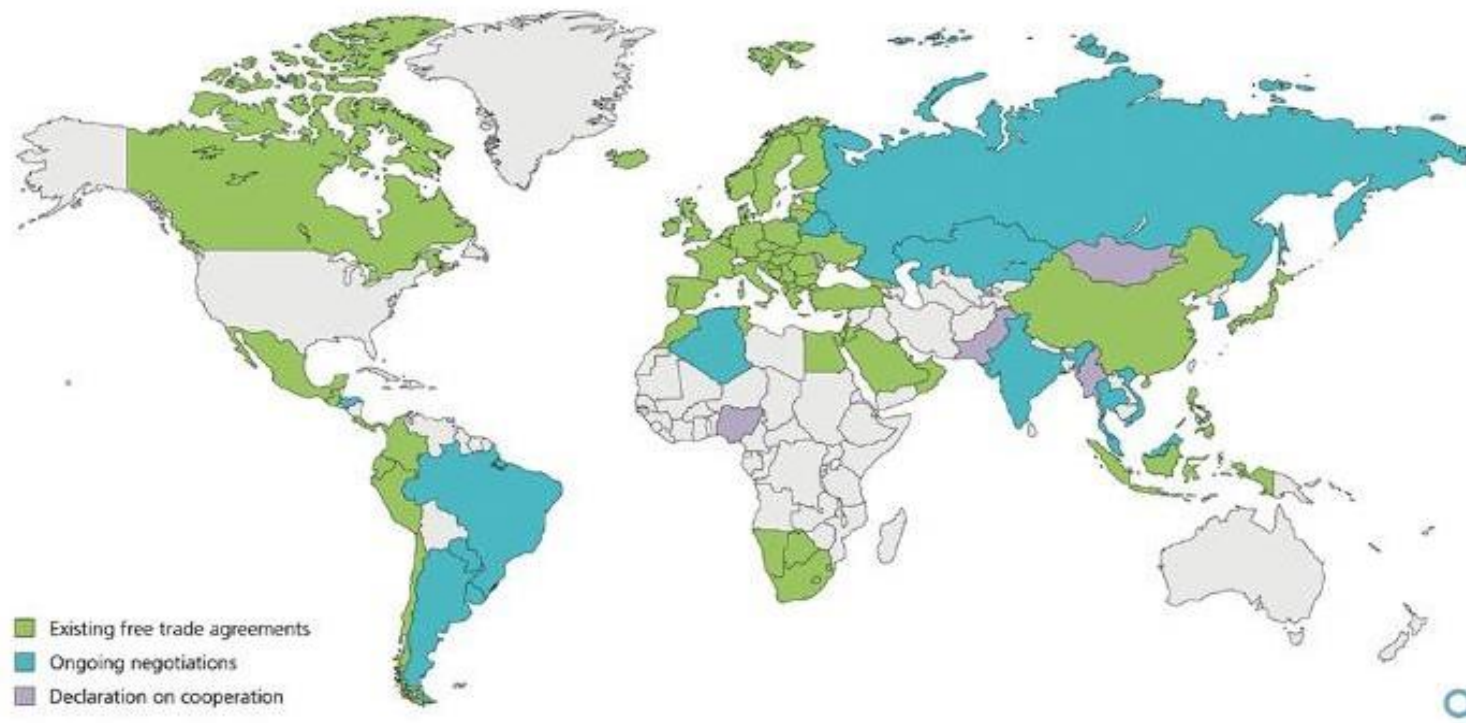 Existing free trade agreements
Ongoing negotiations
Declaration on cooperation